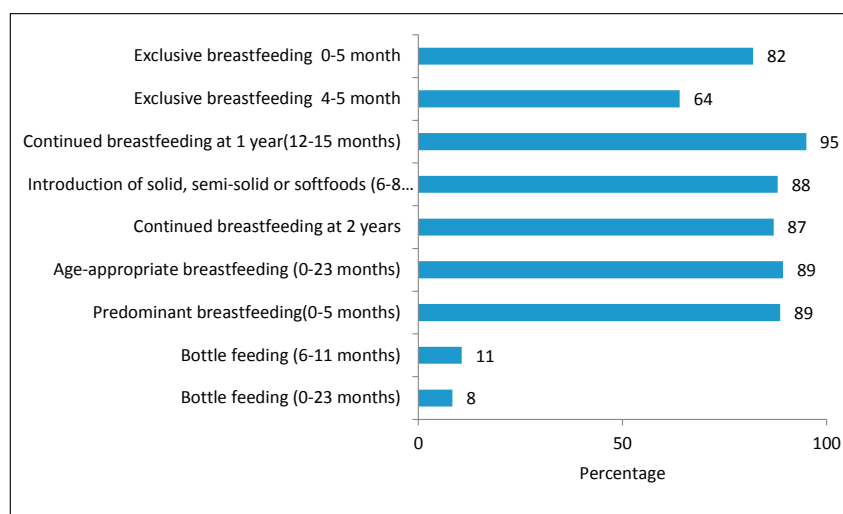 Exclusive breastfeeding 0-5 month 82
Exclusive breastfeeding 4-5 month 64
Continued breastfeeding at 1 year(12-15 months) 95
Introduction of solid, semi-solid or softfoods (6-8... 88
Continued breastfeeding at 2 years 87
Age-appropriate breastfeeding (0-23 months) 89
Predominant breastfeeding(0-5 months) 89
Bottle feeding (6-11 months) 11
Bottle feeding (0-23 months) 8
0 50 100
Percentage